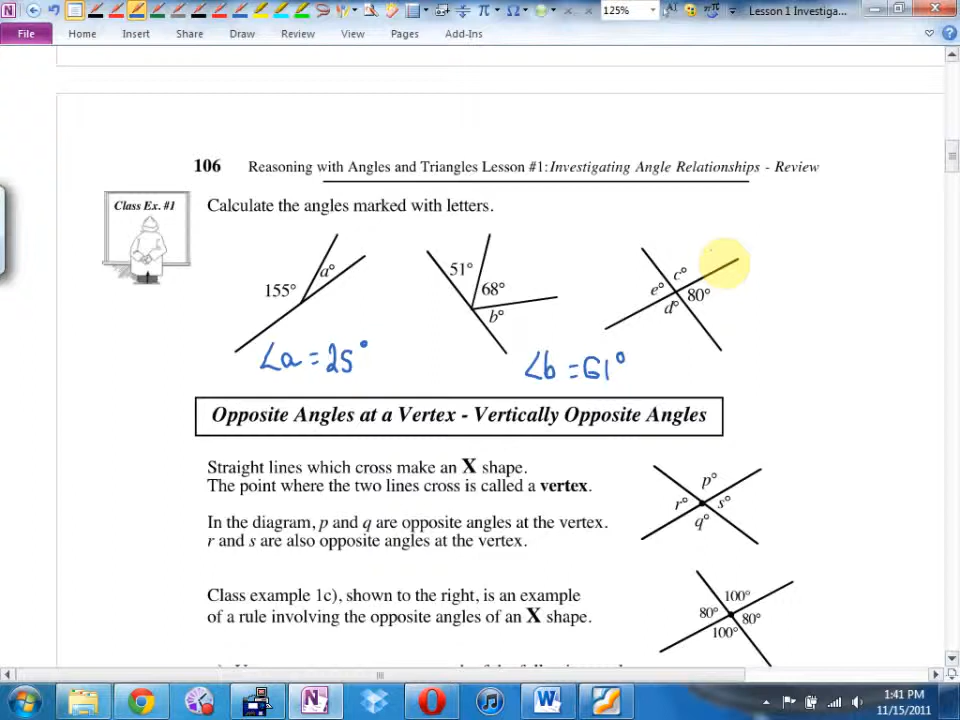 125%
Lesson 1 Investiga...
File Home Insert Share Draw Review View Pages Add-Ins
106 Reasoning with Angles and Triangles Lesson #1: Investigating Angle Relationships - Review
Class Ex. #1
Calculate the angles marked with letters.
155° a°
51° 68° b°
c° e° 80° d°
∠a = 25°
∠b = 61°
Opposite Angles at a Vertex - Vertically Opposite Angles
Straight lines which cross make an X shape.
The point where the two lines cross is called a vertex.
p° r° s° q°
In the diagram, p and q are opposite angles at the vertex.
r and s are also opposite angles at the vertex.
Class example 1c), shown to the right, is an example
of a rule involving the opposite angles of an X shape.
100° 80° 80° 100°
1:41 PM
11/15/2011